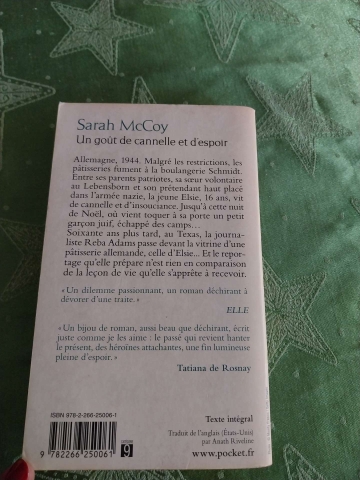 Sarah McCoy
Un goût de cannelle et d'espoir
Allemagne, 1944. Malgré les restrictions, les
pâtisseries fument à la boulangerie Schmidt.
Entre ses parents patriotes, sa sœur volontaire
au Lebensborn et son prétendant haut placé
dans l'armée nazie, la jeune Elsie, 16 ans, vit
de cannelle et d'insouciance. Jusqu'à cette nuit
de Noël, où vient toquer à sa porte un petit
garçon juif, échappé des camps...
Soixante ans plus tard, au Texas, la journa-
liste Reba Adams passe devant la vitrine d'une
pâtisserie allemande, celle d'Elsie... Et le repor-
tage qu'elle prépare n'est rien en comparaison
de la leçon de vie qu'elle s'apprête à recevoir.
« Un dilemme passionnant, un roman déchirant à
dévorer d'une traite. »
ELLE
« Un bijou de roman, aussi beau que déchirant, écrit
juste comme je les aime : le passé qui revient hanter
le présent, des héroïnes attachantes, une fin lumineuse
pleine d'espoir. »
Tatiana de Rosnay
ISBN 978-2-266-25006-1
9 782266 250061
Texte intégral
Traduit de l'anglais (États-Unis)
par Anath Riveline
www.pocket.fr